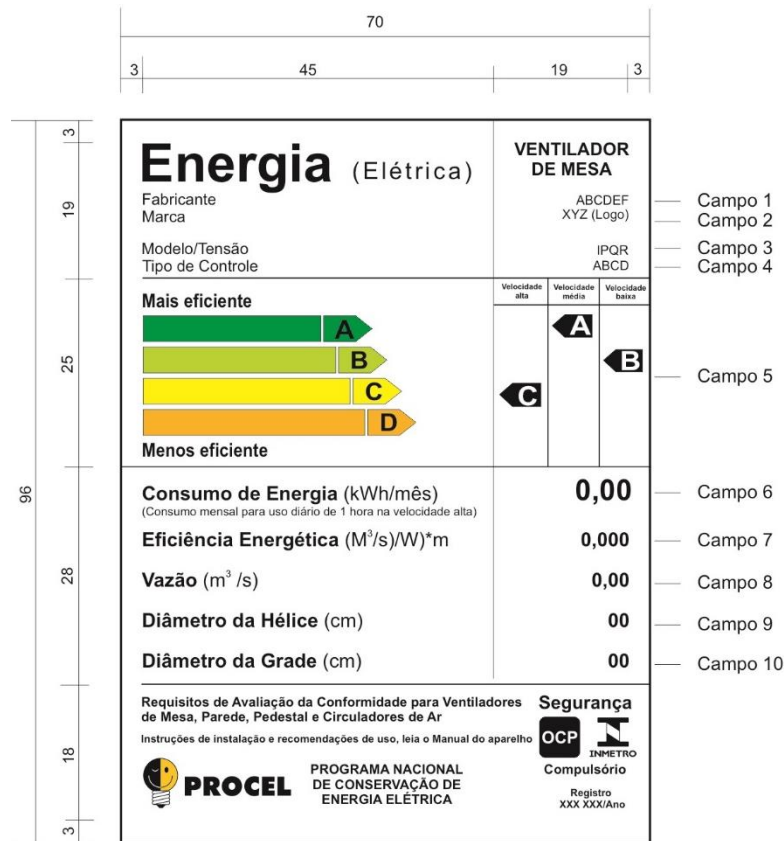 70
3 45 19 3
3
19
25
96
28
18
3
Energia (Elétrica)
VENTILADOR
DE MESA
Fabricante ABCDEF Campo 1
Marca XYZ (Logo) Campo 2
Modelo/Tensão IPQR Campo 3
Tipo de Controle ABCD Campo 4
Mais eficiente
Velocidade alta
Velocidade média
Velocidade baixa
A A
B B
C C
D
Menos eficiente
Campo 5
Consumo de Energia (kWh/mês) 0,00 Campo 6
(Consumo mensal para uso diário de 1 hora na velocidade alta)
Eficiência Energética (M³/s)/W)*m 0,000 Campo 7
Vazão (m³ /s) 0,00 Campo 8
Diâmetro da Hélice (cm) 00 Campo 9
Diâmetro da Grade (cm) 00 Campo 10
Requisitos de Avaliação da Conformidade para Ventiladores
de Mesa, Parede, Pedestal e Circuladores de Ar
Instruções de instalação e recomendações de uso, leia o Manual do aparelho
PROCEL
PROGRAMA NACIONAL
DE CONSERVAÇÃO DE
ENERGIA ELÉTRICA
Segurança
OCP
INMETRO
Compulsório
Registro
XXX XXX/Ano